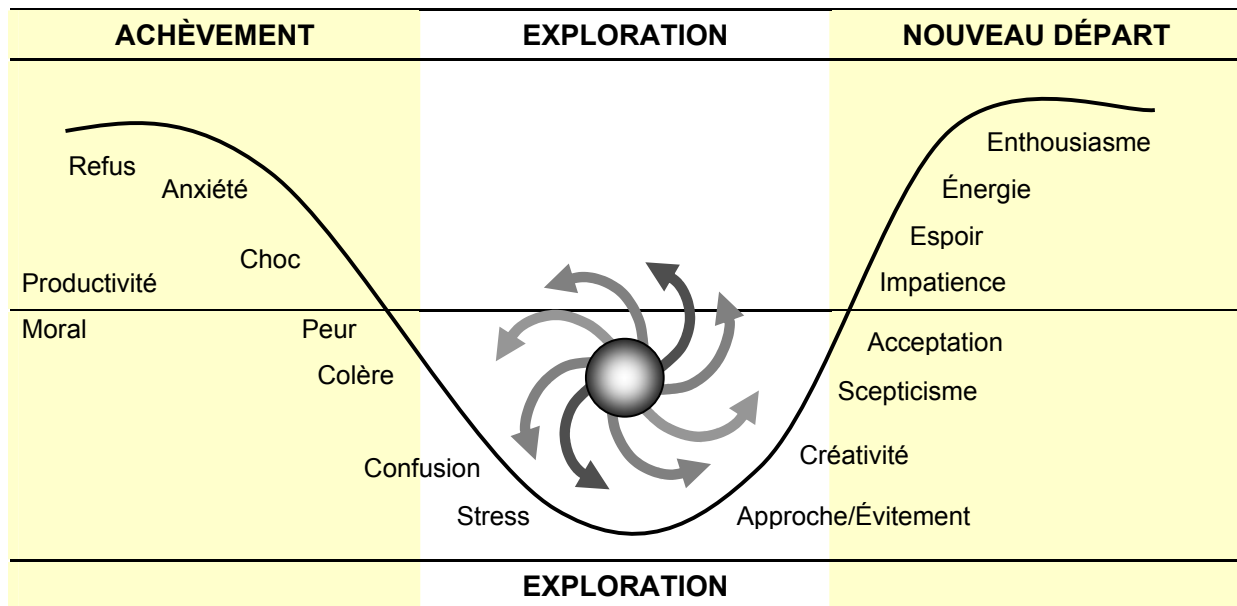 ACHÈVEMENT
EXPLORATION
NOUVEAU DÉPART
Refus
Anxiété
Choc
Productivité
Moral
Peur
Colère
Confusion
Stress
Enthousiasme
Énergie
Espoir
Impatience
Acceptation
Scepticisme
Créativité
Approche/Évitement
EXPLORATION